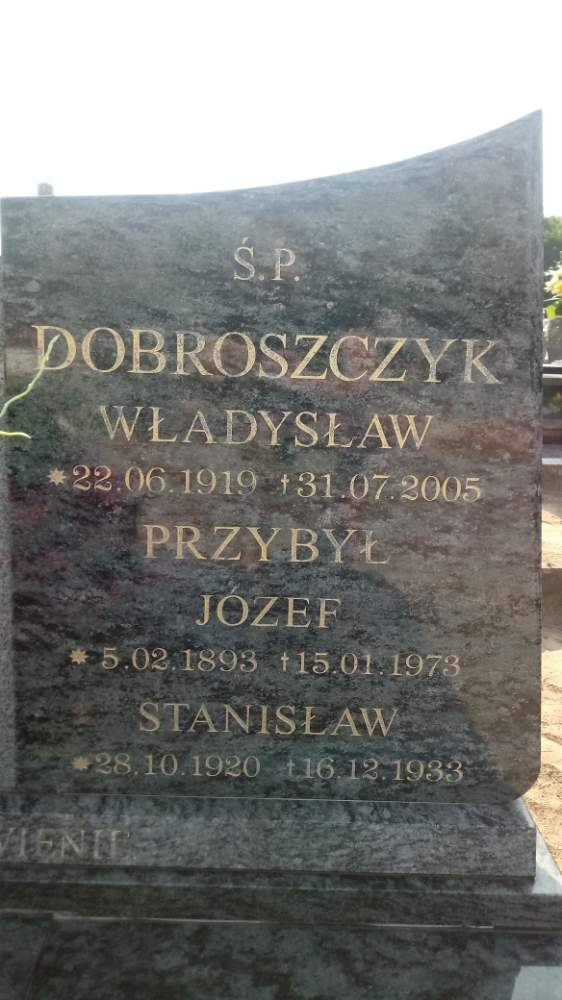 Ś.P.
DOBROSZCZYK
WŁADYSŁAW
* 22.06.1919 † 31.07.2005
PRZYBYŁ
JÓZEF
* 5.02.1893 † 15.01.1973
STANISŁAW
* 28.10.1920 † 16.12.1933